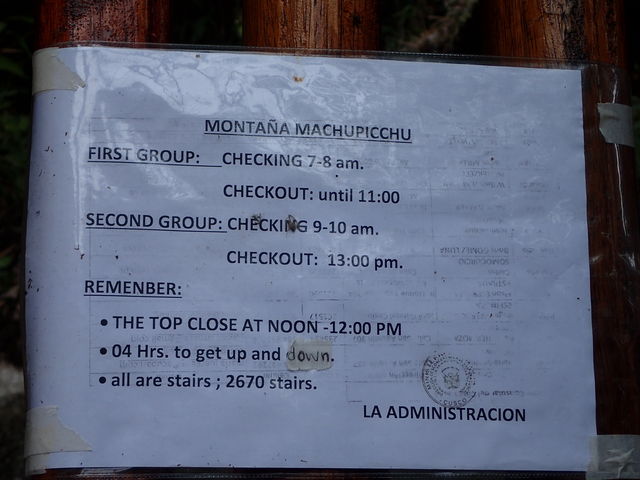 MONTAÑA MACHUPICCHU
FIRST GROUP: CHECKING 7-8 am.
CHECKOUT: until 11:00
SECOND GROUP: CHECKING 9-10 am.
CHECKOUT: 13:00 pm.
REMENBER:
• THE TOP CLOSE AT NOON -12:00 PM
• 04 Hrs. to get up and down.
• all are stairs ; 2670 stairs.
CUSCO
LA ADMINISTRACION